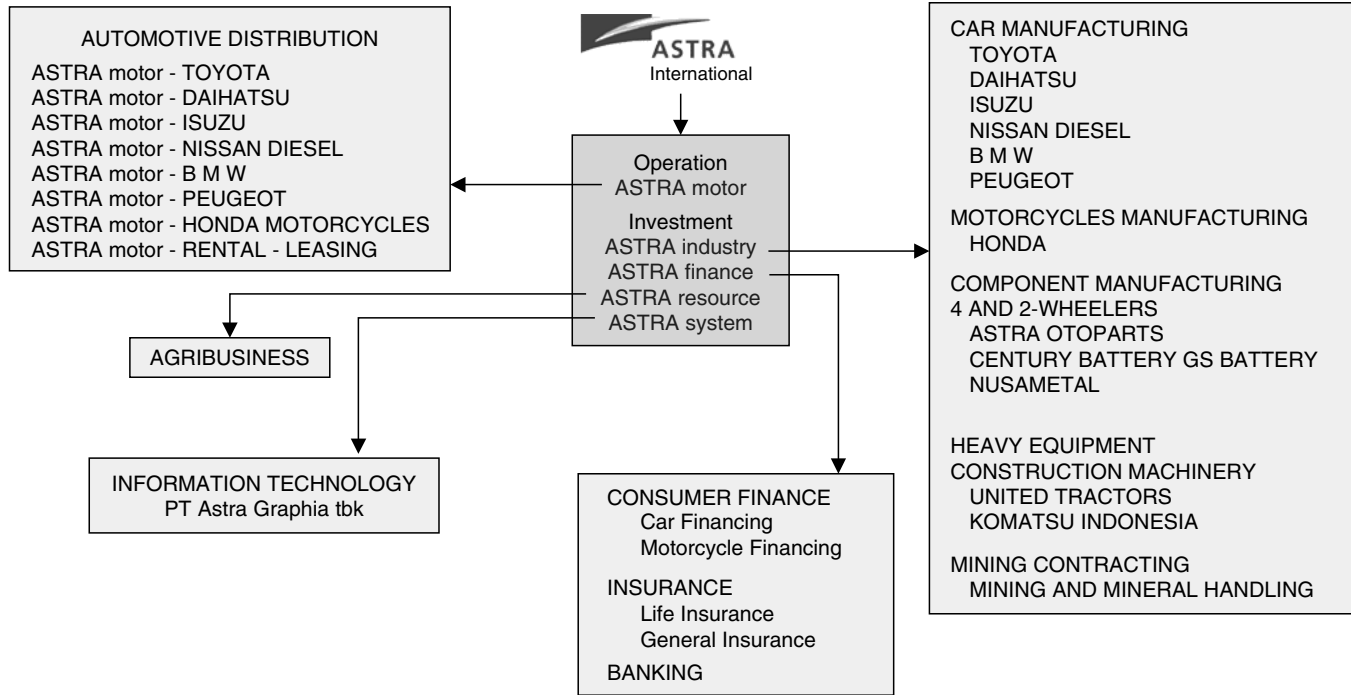 AUTOMOTIVE DISTRIBUTION
ASTRA motor - TOYOTA
ASTRA motor - DAIHATSU
ASTRA motor - ISUZU
ASTRA motor - NISSAN DIESEL
ASTRA motor - B M W
ASTRA motor - PEUGEOT
ASTRA motor - HONDA MOTORCYCLES
ASTRA motor - RENTAL - LEASING
ASTRA
International
Operation
ASTRA motor
Investment
ASTRA industry
ASTRA finance
ASTRA resource
ASTRA system
CAR MANUFACTURING
TOYOTA
DAIHATSU
ISUZU
NISSAN DIESEL
B M W
PEUGEOT
MOTORCYCLES MANUFACTURING
HONDA
COMPONENT MANUFACTURING
4 AND 2-WHEELERS
ASTRA OTOPARTS
CENTURY BATTERY GS BATTERY
NUSAMETAL
HEAVY EQUIPMENT
CONSTRUCTION MACHINERY
UNITED TRACTORS
KOMATSU INDONESIA
MINING CONTRACTING
MINING AND MINERAL HANDLING
AGRIBUSINESS
INFORMATION TECHNOLOGY
PT Astra Graphia tbk
CONSUMER FINANCE
Car Financing
Motorcycle Financing
INSURANCE
Life Insurance
General Insurance
BANKING